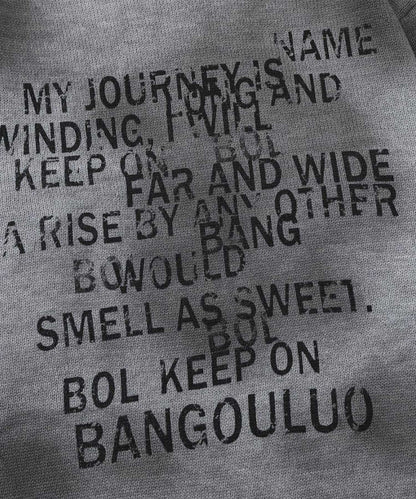 NAME
MY JOURNEY IS
LONG AND
WINDING, I WILL
KEEP ON BOL
FAR AND WIDE
A RISE BY ANY OTHER
BANG
BO WOULD
SMELL AS SWEET.
BOL
BOL KEEP ON
BANGOULUO